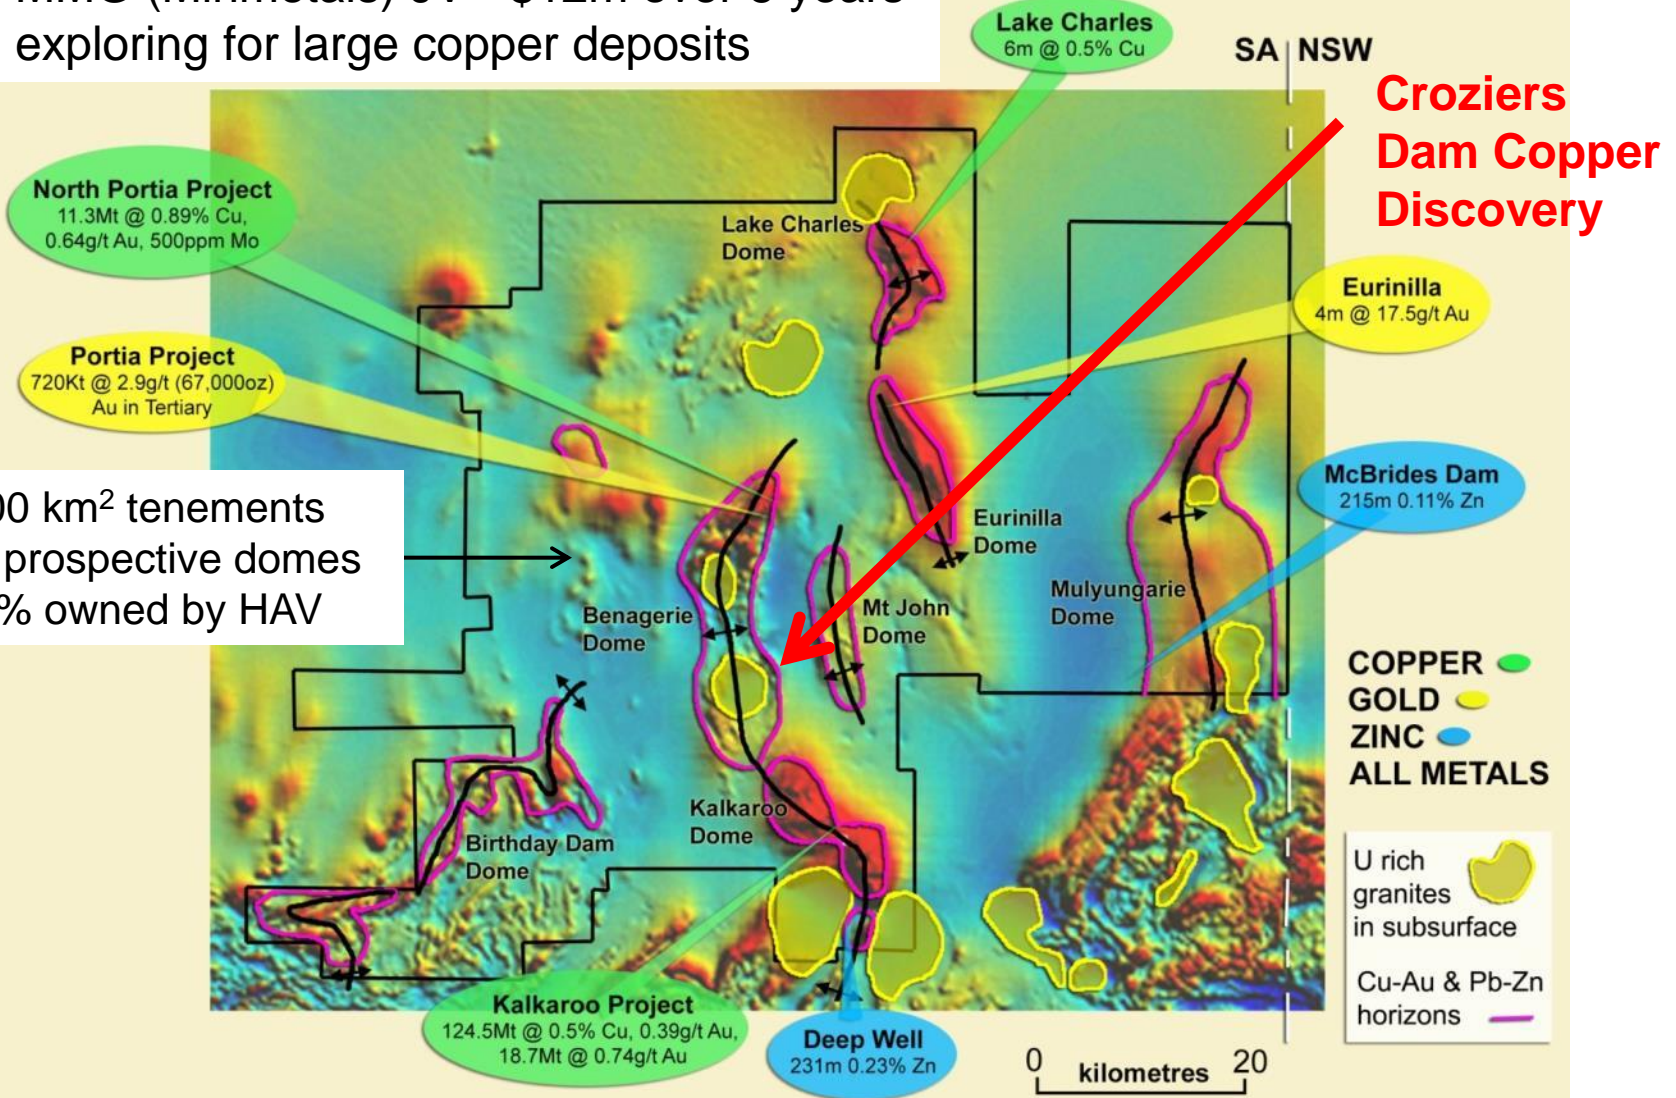 exploring for large copper deposits
Lake Charles
6m @ 0.5% Cu
SA | NSW
Croziers
Dam Copper
Discovery
North Portia Project
11.3Mt @ 0.89% Cu,
0.64g/t Au, 500ppm Mo
Lake Charles
Dome
Eurinilla
4m @ 17.5g/t Au
Portia Project
720Kt @ 2.9g/t (67,000oz)
Au in Tertiary
McBrides Dam
215m 0.11% Zn
km² tenements
prospective domes
% owned by HAV
Eurinilla
Dome
Benagerie
Dome
Mt John
Dome
Mulyungarie
Dome
COPPER
GOLD
ZINC
ALL METALS
Kalkaroo
Dome
Birthday Dam
Dome
U rich
granites
in subsurface
Cu-Au & Pb-Zn
horizons
Kalkaroo Project
124.5Mt @ 0.5% Cu, 0.39g/t Au,
18.7Mt @ 0.74g/t Au
Deep Well
231m 0.23% Zn
0 kilometres 20